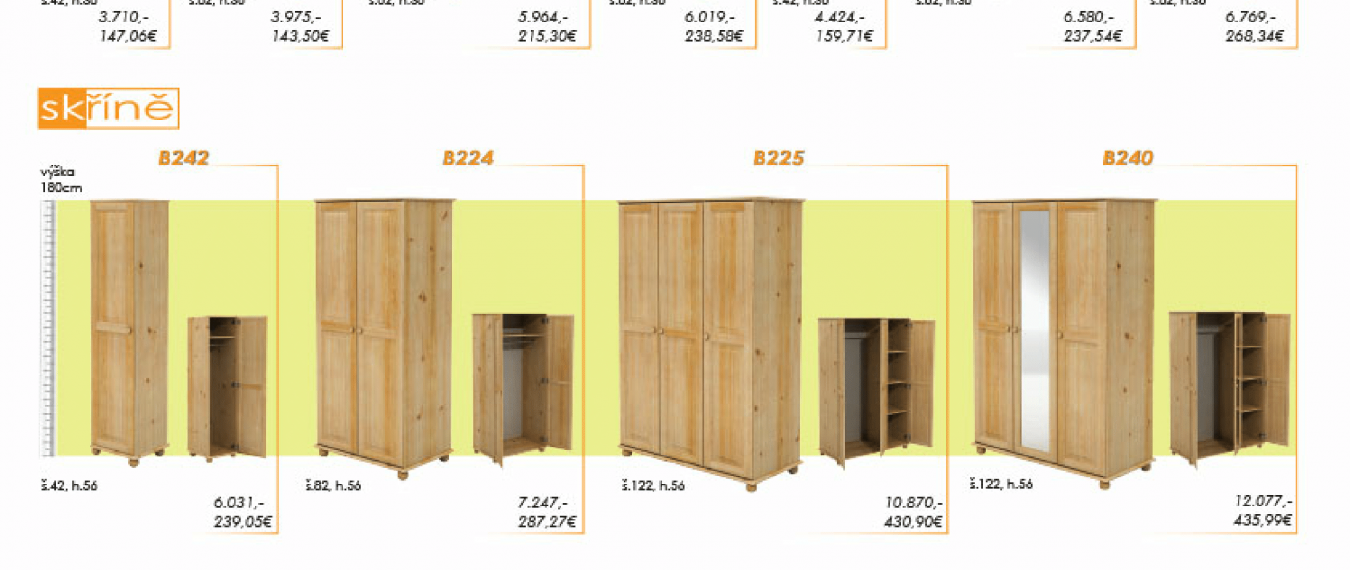 š.42, h.56 š.82, h.56 š.82, h.56 š.82, h.56 š.42, h.56 š.82, h.56 š.82, h.56
3.710,- 3.975,- 5.964,- 6.019,- 4.424,- 6.580,- 6.769,-
147,06€ 143,50€ 215,30€ 238,58€ 159,71€ 237,54€ 268,34€
skříně
B242 B224 B225 B240
výška
180cm
š.42, h.56 š.82, h.56 š.122, h.56 š.122, h.56
6.031,- 7.247,- 10.870,- 12.077,-
239,05€ 287,27€ 430,90€ 435,99€